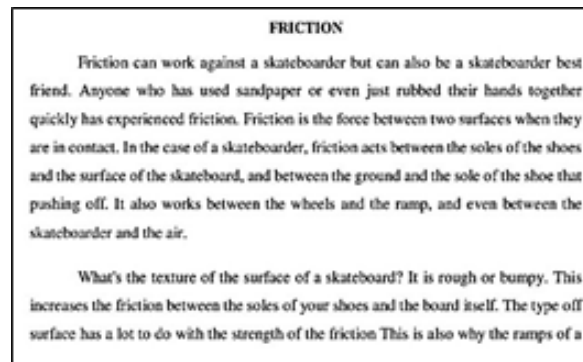 FRICTION
Friction can work against a skateboarder but can also be a skateboarder best
friend. Anyone who has used sandpaper or even just rubbed their hands together
quickly has experienced friction. Friction is the force between two surfaces when they
are in contact. In the case of a skateboarder, friction acts between the soles of the shoes
and the surface of the skateboard, and between the ground and the sole of the shoe that
pushing off. It also works between the wheels and the ramp, and even between the
skateboarder and the air.
What's the texture of the surface of a skateboard? It is rough or bumpy. This
increases the friction between the soles of your shoes and the board itself. The type off
surface has a lot to do with the strength of the friction This is also why the ramps of a